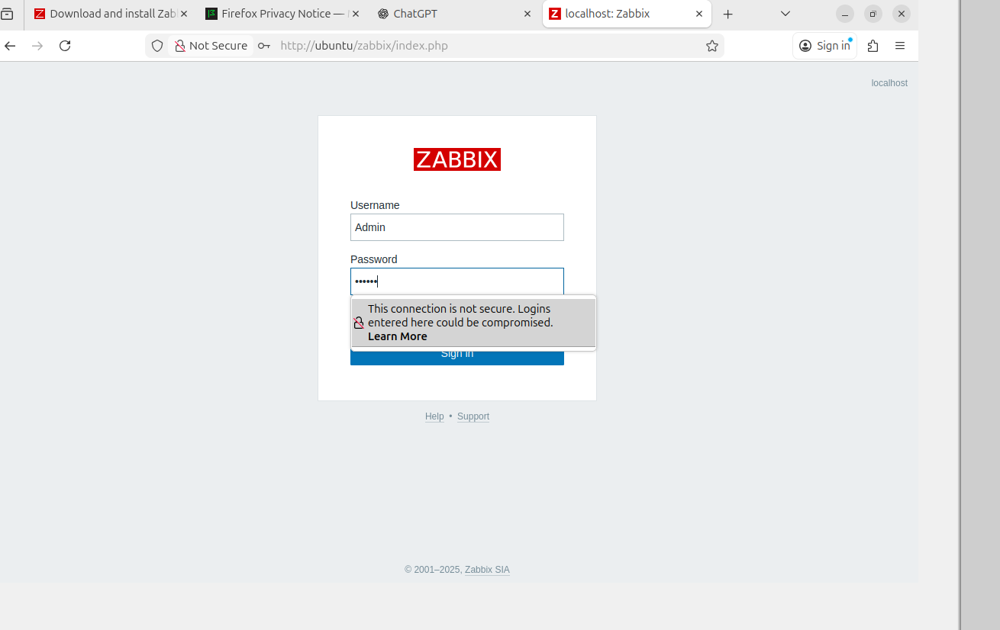 Download and install Zab
Firefox Privacy Notice —
ChatGPT
localhost: Zabbix
Not Secure
http://ubuntu/zabbix/index.php
Sign in
localhost
ZABBIX
Username
Admin
Password
••••••
This connection is not secure. Logins
entered here could be compromised.
Learn More
Sign in
Help • Support
© 2001–2025, Zabbix SIA